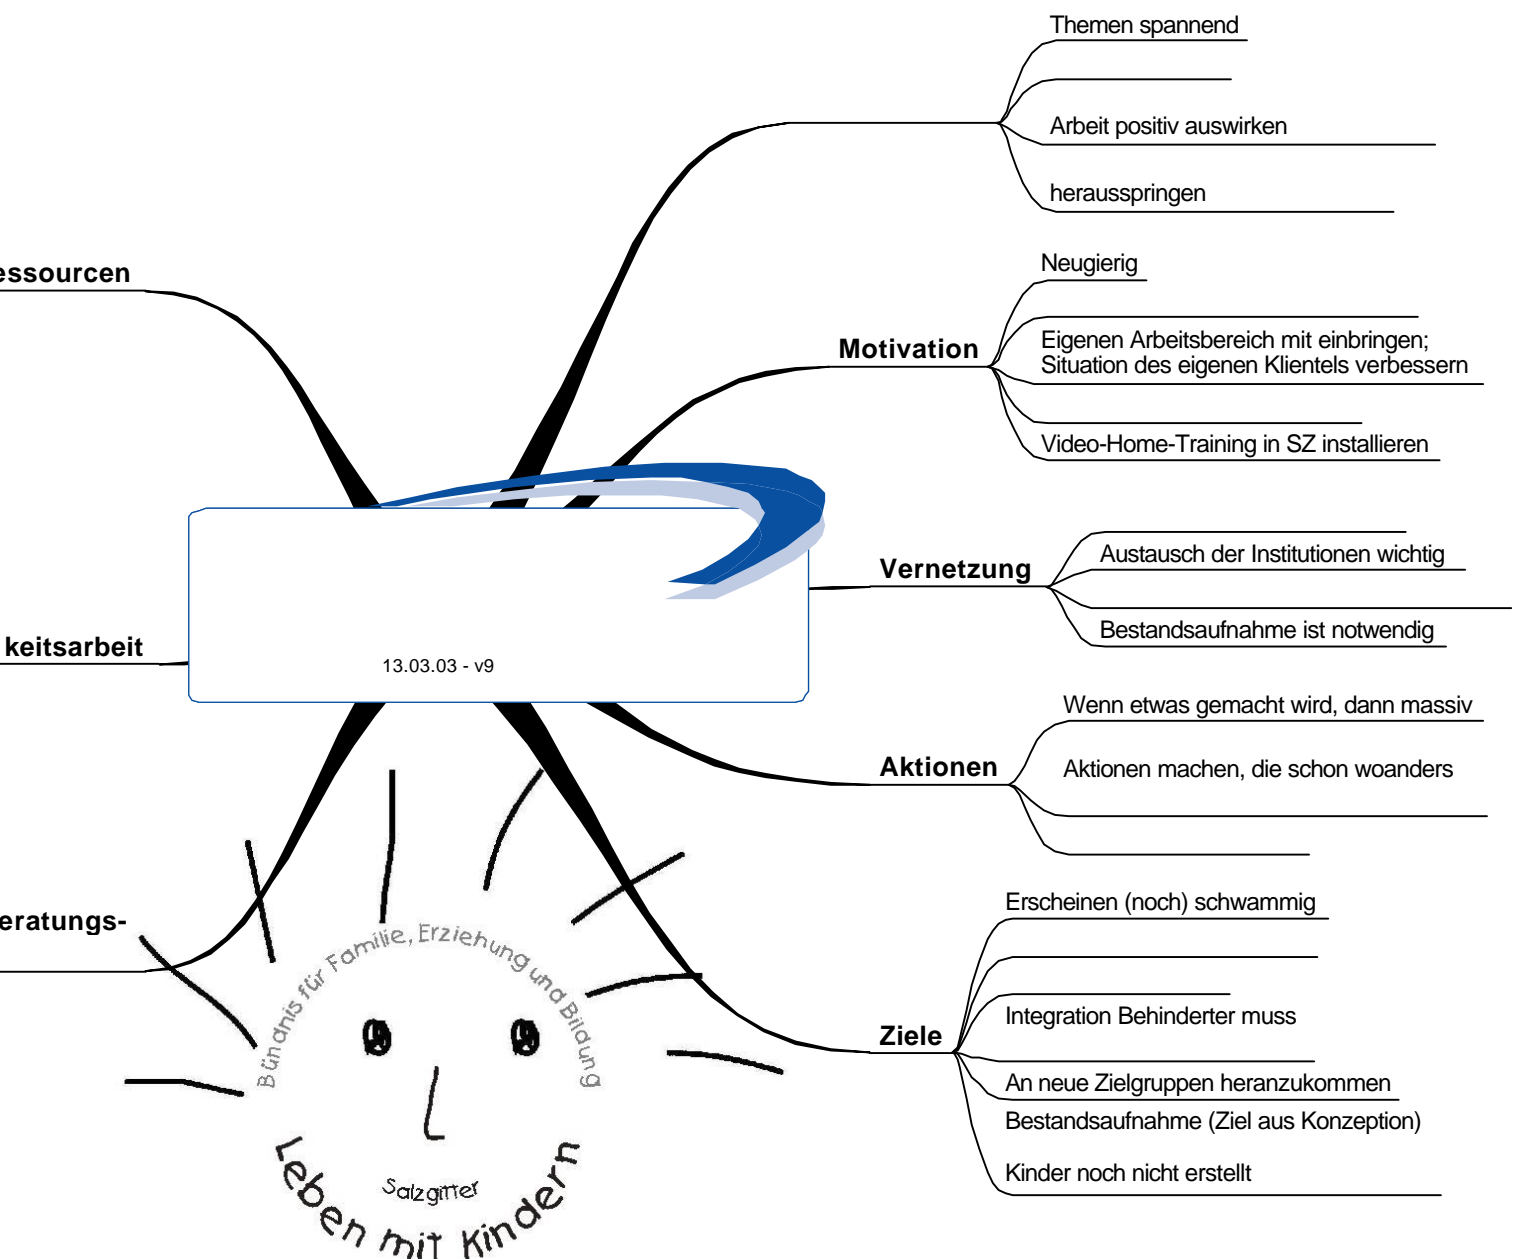 Themen spannend
Arbeit positiv auswirken
herausspringen
essourcen
Neugierig
Motivation
Eigenen Arbeitsbereich mit einbringen;
Situation des eigenen Klientels verbessern
Video-Home-Training in SZ installieren
Vernetzung
Austausch der Institutionen wichtig
Bestandsaufnahme ist notwendig
keitsarbeit
13.03.03 - v9
Wenn etwas gemacht wird, dann massiv
Aktionen
Aktionen machen, die schon woanders
eratungs-
Erscheinen (noch) schwammig
Ziele
Integration Behinderter muss
An neue Zielgruppen heranzukommen
Bestandsaufnahme (Ziel aus Konzeption)
Kinder noch nicht erstellt
Bündnis für Familie, Erziehung und Bildung
Salzgitter
Leben mit Kindern